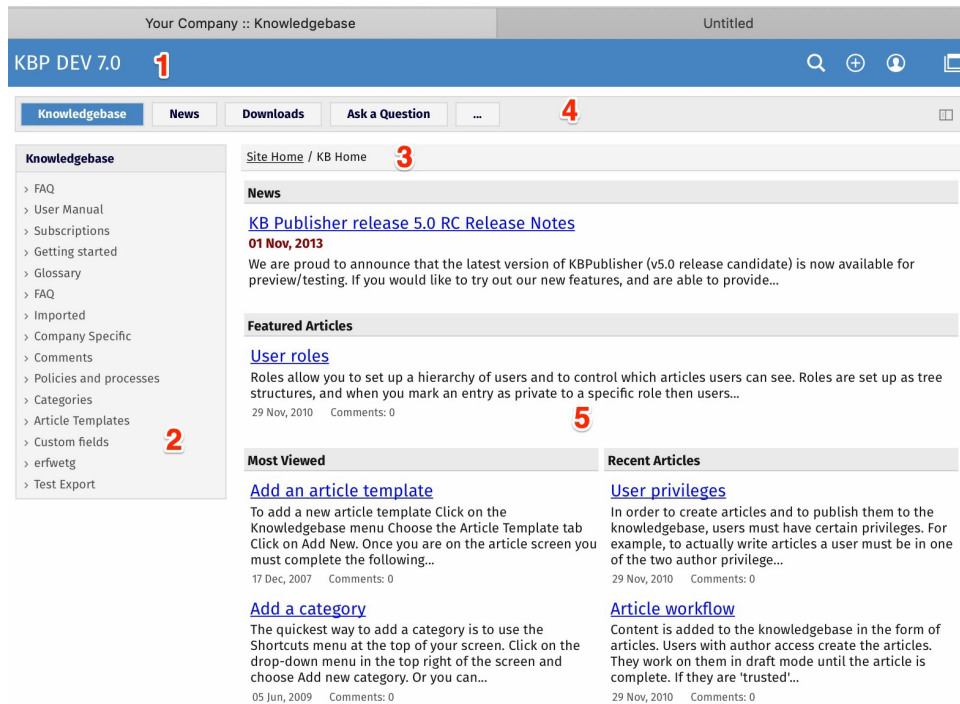 Your Company :: Knowledgebase
Untitled
KBP DEV 7.0
1
Knowledgebase
News
Downloads
Ask a Question
...
4
Knowledgebase
> FAQ
> User Manual
> Subscriptions
> Getting started
> Glossary
> FAQ
> Imported
> Company Specific
> Comments
> Policies and processes
> Categories
> Article Templates
> Custom fields
> erfwetg
> Test Export
2
Site Home / KB Home
3
News
KB Publisher release 5.0 RC Release Notes
01 Nov, 2013
We are proud to announce that the latest version of KBPublisher (v5.0 release candidate) is now available for
preview/testing. If you would like to try out our new features, and are able to provide...
Featured Articles
User roles
Roles allow you to set up a hierarchy of users and to control which articles users can see. Roles are set up as tree
structures, and when you mark an entry as private to a specific role then users...
29 Nov, 2010 Comments: 0
5
Most Viewed
Add an article template
To add a new article template Click on the
Knowledgebase menu Choose the Article Template tab
Click on Add New. Once you are on the article screen you
must complete the following...
17 Dec, 2007 Comments: 0
Add a category
The quickest way to add a category is to use the
Shortcuts menu at the top of your screen. Click on the
drop-down menu in the top right of the screen and
choose Add new category. Or you can...
05 Jun, 2009 Comments: 0
Recent Articles
User privileges
In order to create articles and to publish them to the
knowledgebase, users must have certain privileges. For
example, to actually write articles a user must be in one
of the two author privilege...
29 Nov, 2010 Comments: 0
Article workflow
Content is added to the knowledgebase in the form of
articles. Users with author access create the articles.
They work on them in draft mode until the article is
complete. If they are 'trusted'...
29 Nov, 2010 Comments: 0